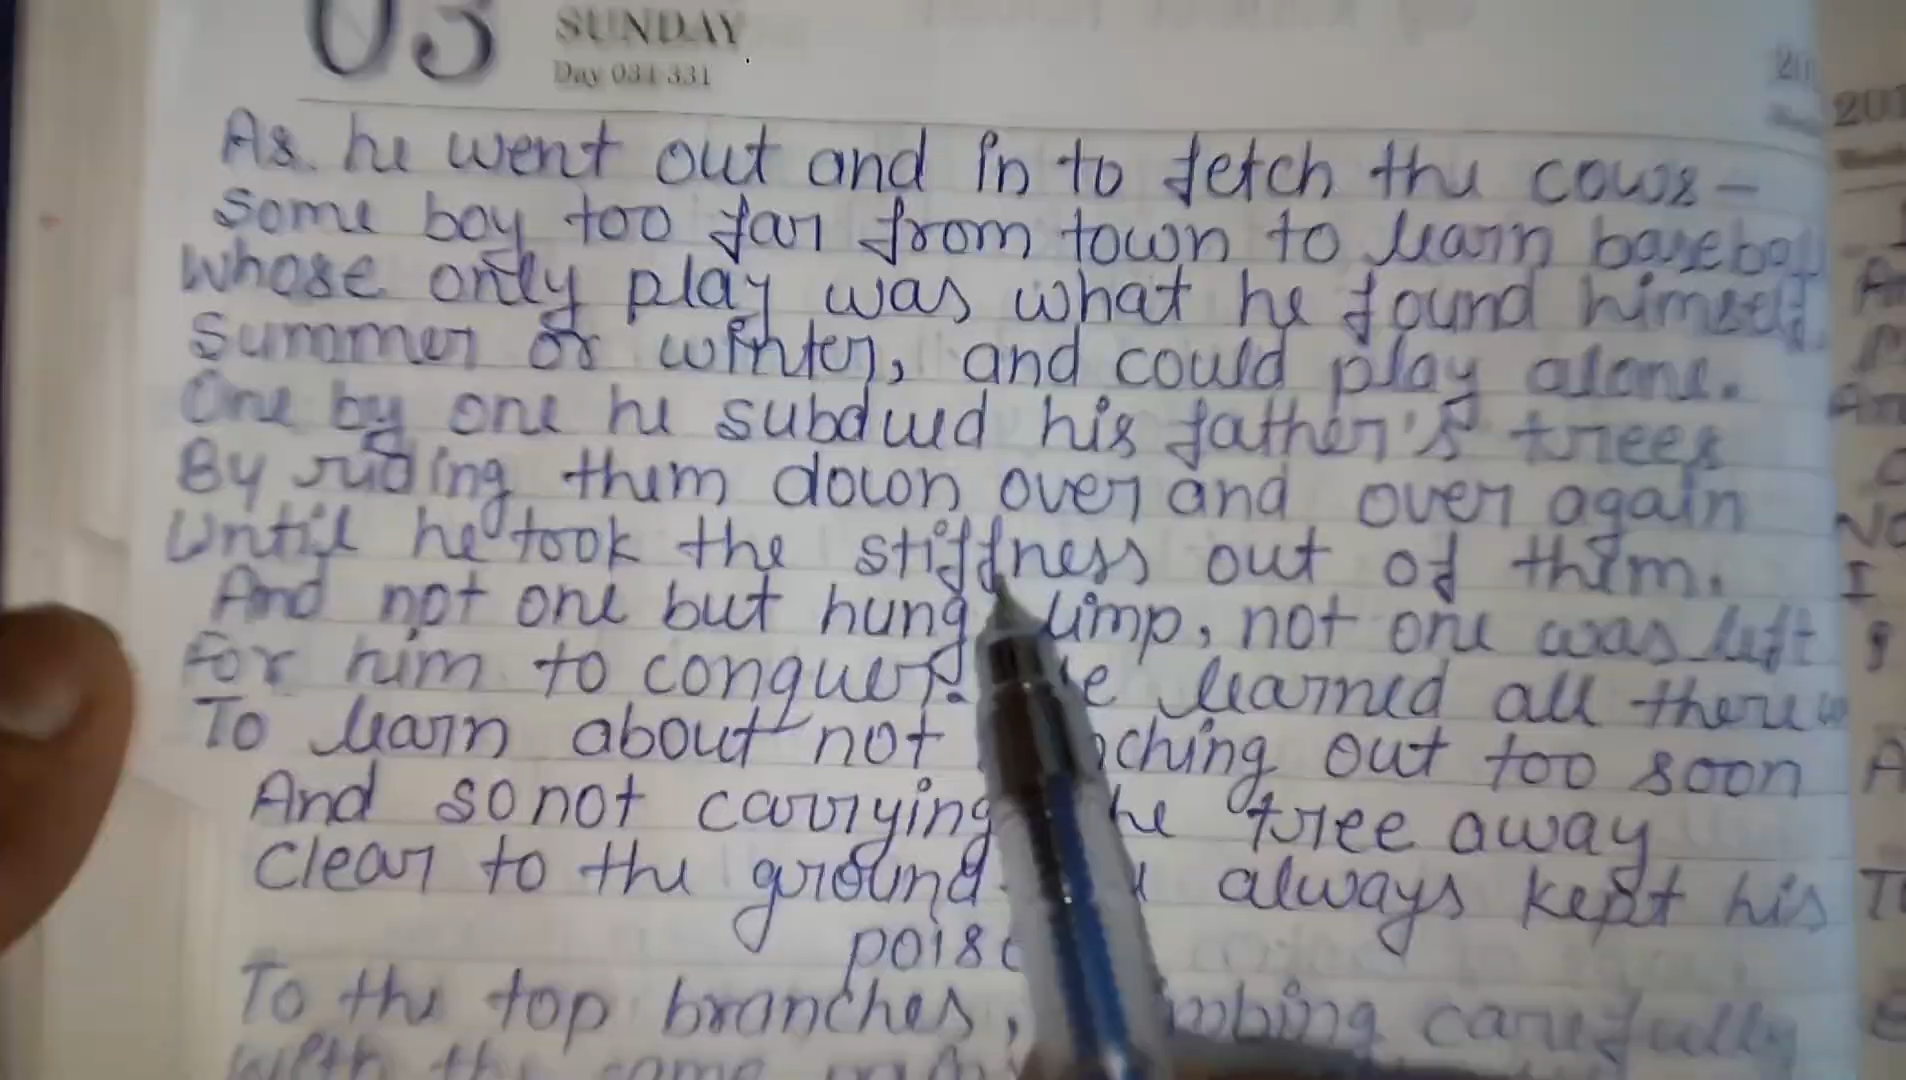 03 SUNDAY
Day 034-331
As he went out and in to fetch the cows-
Some boy too far from town to learn
whose only play was what he found himself,
Summer or winter, and could play alone.
One by one he subdued his father's trees
By riding them down over and over again
Until he took the stiffness out of them.
And not one but hung limp, not one was left
For him to conquer. learned all there
To learn about not out too soon
And so not carrying tree away
Clear to the ground. always kept his
To the top branches, carefully
With the same